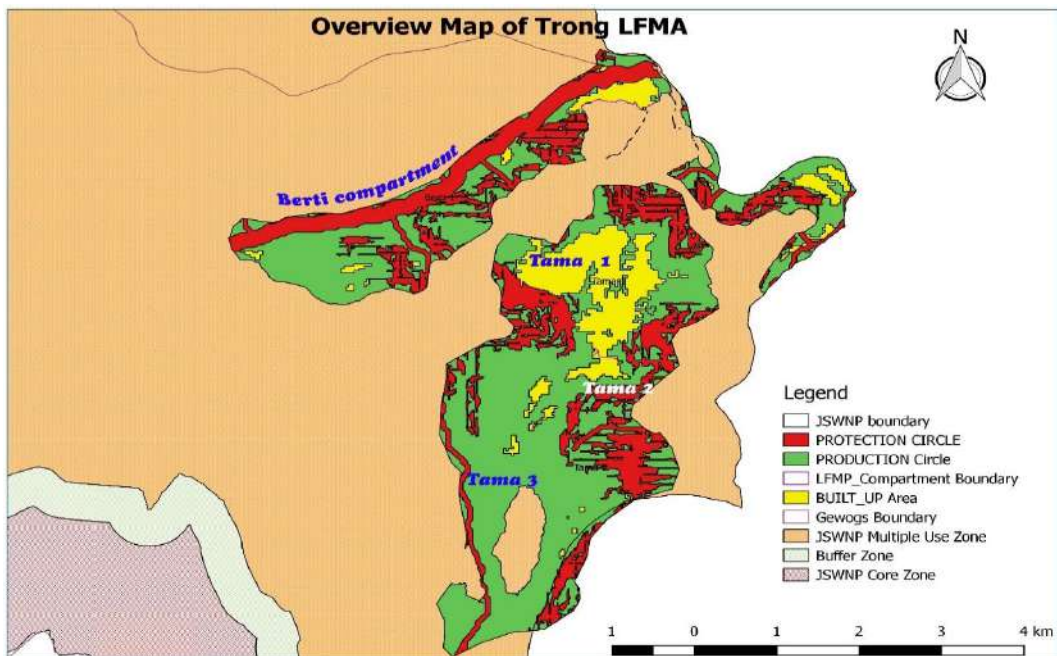 Overview Map of Trong LFMA
N
Berti compartment
Tama 1
Tama 2
Tama 3
Legend
JSWNP boundary
PROTECTION CIRCLE
PRODUCTION Circle
LFMP_Compartment Boundary
BUILT_UP Area
Gewogs Boundary
JSWNP Multiple Use Zone
Buffer Zone
JSWNP Core Zone
1 0 1 2 3 4 km